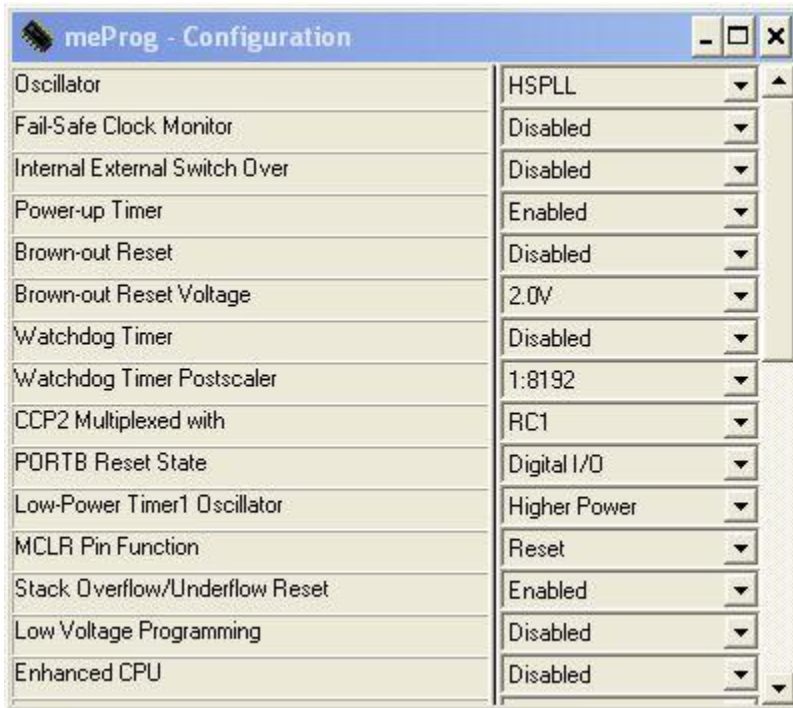 meProg - Configuration
Oscillator HSPLL
Fail-Safe Clock Monitor Disabled
Internal External Switch Over Disabled
Power-up Timer Enabled
Brown-out Reset Disabled
Brown-out Reset Voltage 2.0V
Watchdog Timer Disabled
Watchdog Timer Postscaler 1:8192
CCP2 Multiplexed with RC1
PORTB Reset State Digital I/O
Low-Power Timer1 Oscillator Higher Power
MCLR Pin Function Reset
Stack Overflow/Underflow Reset Enabled
Low Voltage Programming Disabled
Enhanced CPU Disabled